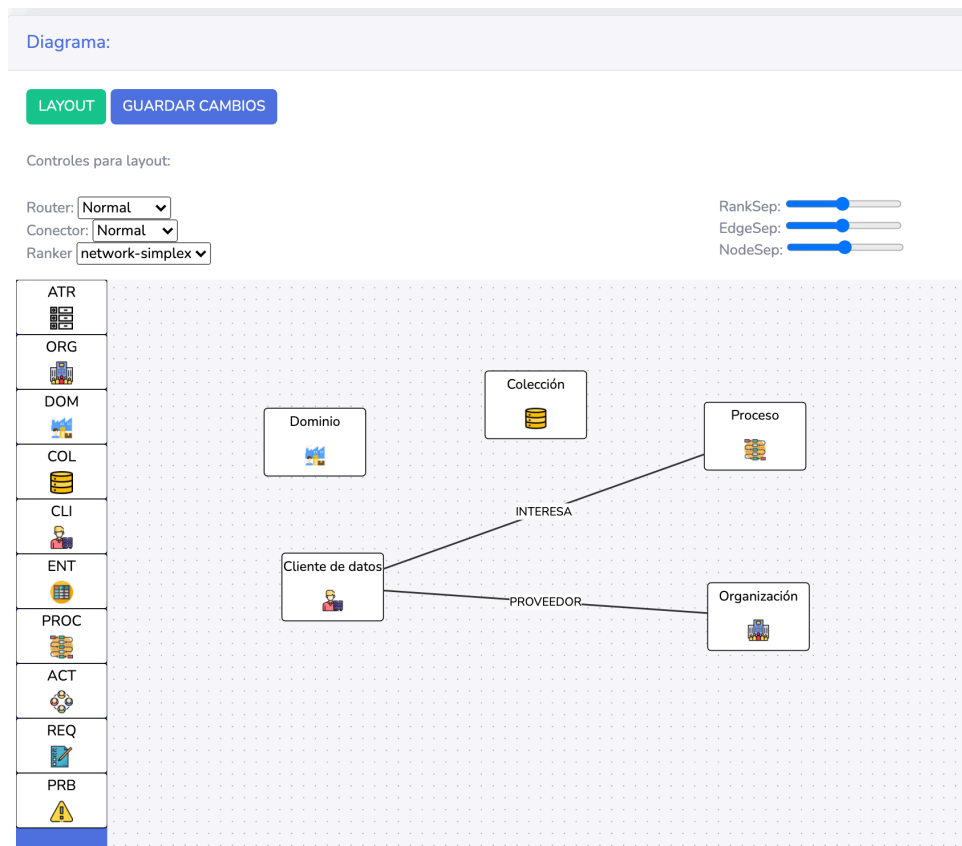 Diagrama:
LAYOUT GUARDAR CAMBIOS
Controles para layout:
Router: Normal
Conector: Normal
Ranker network-simplex
RankSep:
EdgeSep:
NodeSep:
ATR
ORG
DOM
COL
CLI
ENT
PROC
ACT
REQ
PRB
Colección
Dominio
Proceso
INTERESA
Cliente de datos
PROVEEDOR
Organización